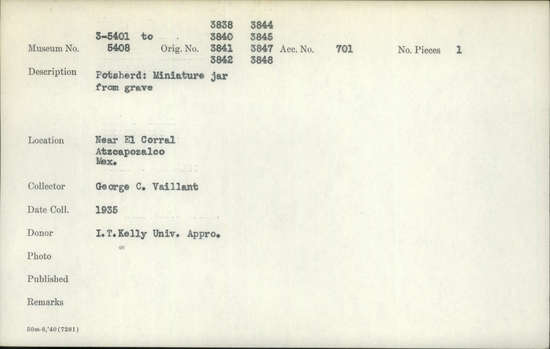 3838 3844
3-5401 to 3840 3845
Museum No. 5408 Orig. No. 3841 3847 Acc. No. 701 No. Pieces 1
3842 3848
Description Potsherd: Miniature jar
from grave
Location Near El Corral
Atzcapozalco
Mex.
Collector George C. Vaillant
Date Coll. 1935
Donor I.T.Kelly Univ. Appro.
Photo
Published
Remarks
50m-8,'40(7281)